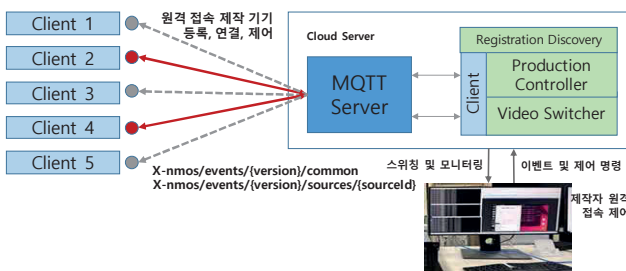 Client 1
Client 2
Client 3
Client 4
Client 5
원격 접속 제작 기기
등록, 연결, 제어
Cloud Server
MQTT
Server
Registration Discovery
Client
Production
Controller
Video Switcher
X-nmos/events/{version}/common
X-nmos/events/{version}/sources/{sourceId}
스위칭 및 모니터링
이벤트 및 제어 명령
제작자 원격
접속 제어